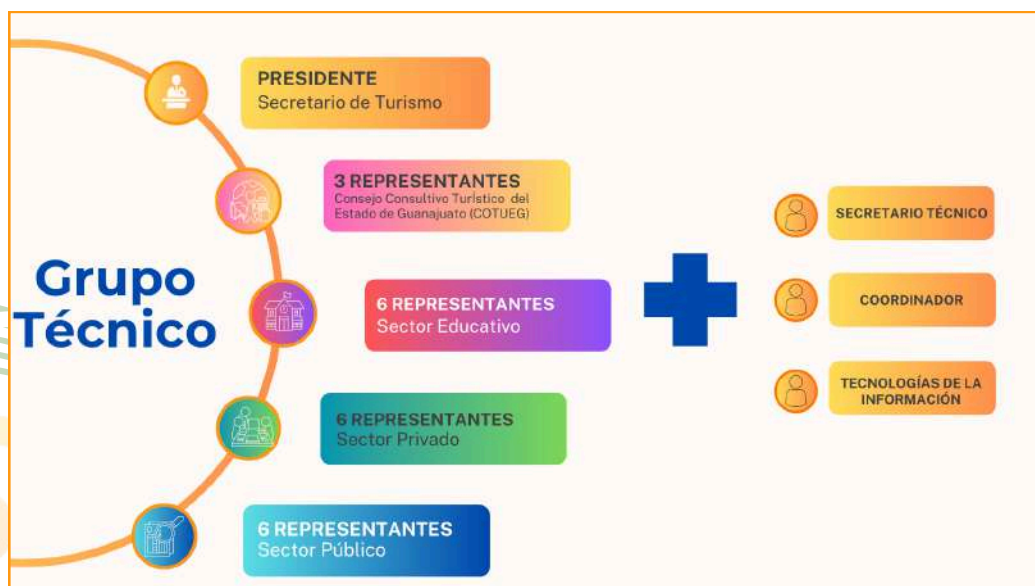 PRESIDENTE
Secretario de Turismo
3 REPRESENTANTES
Consejo Consultivo Turístico del
Estado de Guanajuato (COTUEG)
Grupo
Técnico
6 REPRESENTANTES
Sector Educativo
6 REPRESENTANTES
Sector Privado
6 REPRESENTANTES
Sector Público
SECRETARIO TÉCNICO
COORDINADOR
TECNOLOGÍAS DE LA
INFORMACIÓN